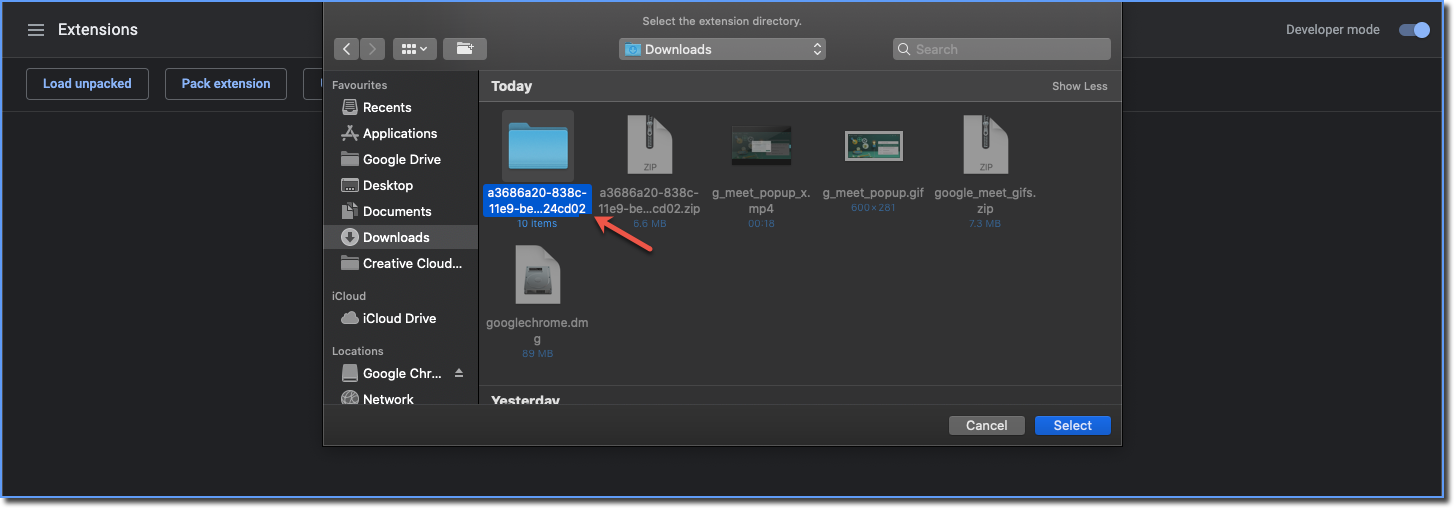 Extensions
Developer mode
Load unpacked
Pack extension
Select the extension directory.
Downloads
Search
Favourites
Recents
Applications
Google Drive
Desktop
Documents
Downloads
Creative Cloud...
iCloud
iCloud Drive
Locations
Google Chr...
Network
Today
Show Less
a3686a20-838c-
11e9-be...24cd02
10 items
a3686a20-838c-
11e9-be...cd02.zip
6.6 MB
ZIP
g_meet_popup_x.
mp4
00:18
g_meet_popup.gif
600×281
ZIP
google_meet_gifs.
zip
7.3 MB
googlechrome.dm
g
89 MB
Yesterday
Cancel
Select